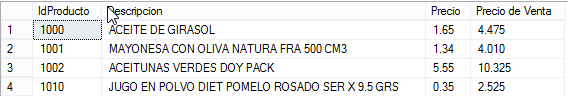 IdProducto Descripcion Precio Precio de Venta
1 1000 ACEITE DE GIRASOL 1.65 4.475
2 1001 MAYONESA CON OLIVA NATURA FRA 500 CM3 1.34 4.010
3 1002 ACEITUNAS VERDES DOY PACK 5.55 10.325
4 1010 JUGO EN POLVO DIET POMELO ROSADO SER X 9.5 GRS 0.35 2.525